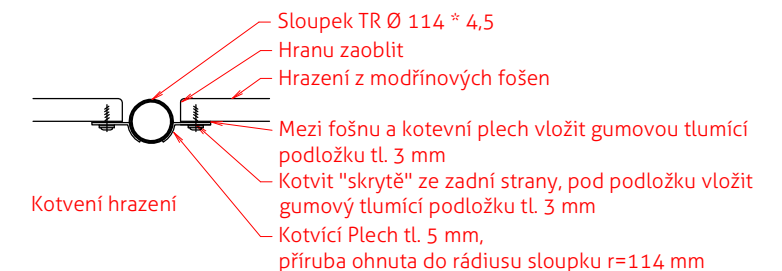 Sloupek TR Ø 114 * 4,5
Hranu zaoblit
Hrazení z modřínových fošen
Mezi fošnu a kotevní plech vložit gumovou tlumící
podložku tl. 3 mm
Kotvit "skrytě" ze zadní strany, pod podložku vložit
gumový tlumící podložku tl. 3 mm
Kotvení hrazení
Kotvící Plech tl. 5 mm,
příruba ohnuta do rádiusu sloupku r=114 mm